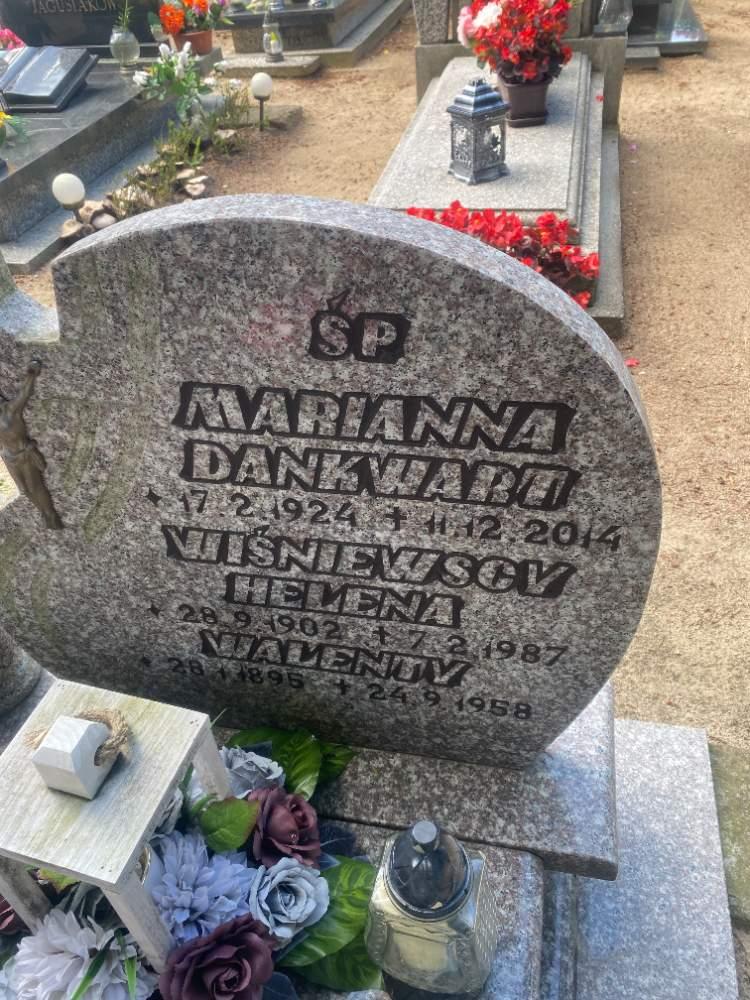 JAGUSIAKÓW
ŚP
MARIANNA
DANKWART
* 17.2.1924 + 11.12.2014
WIŚNIEWSCY
HELENA
* 28.9.1902 + 7.2.1987
WALENTY
* 28.1.1895 + 24.9.1958